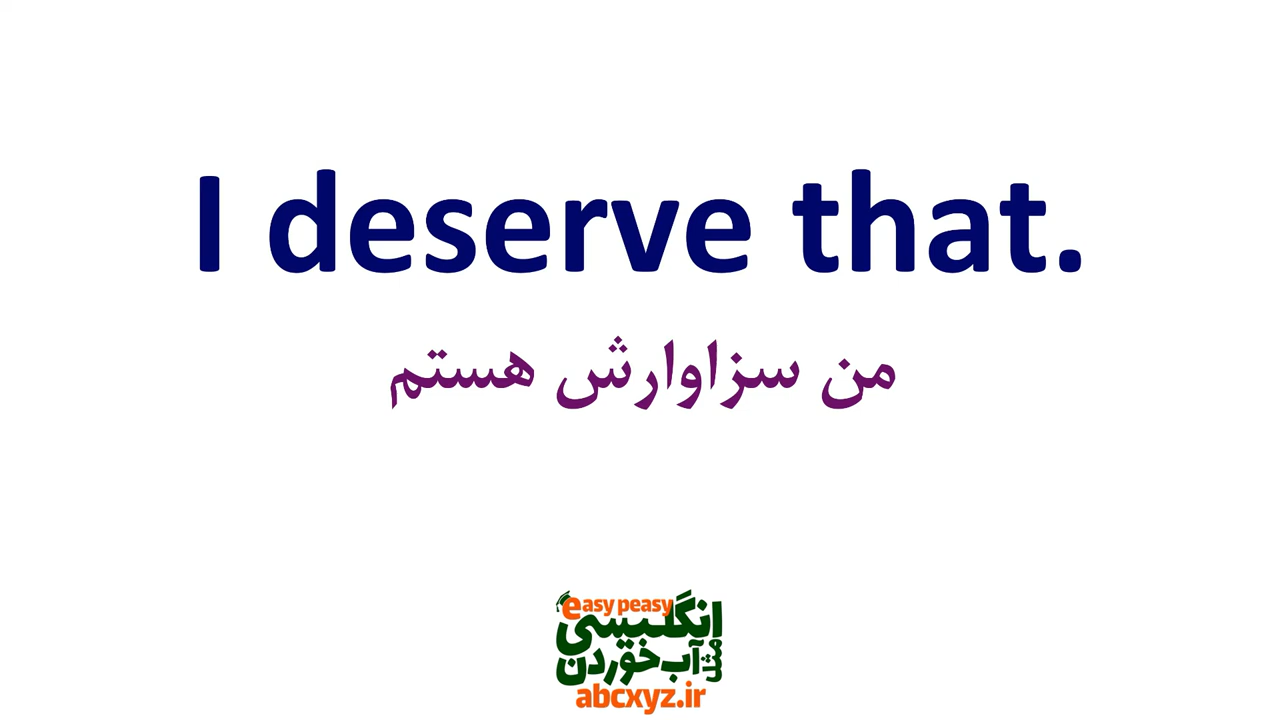 I deserve that.
من سزاوارش هستم
easy peasy
انگلیسی
مثل آب خوردن
abcxyz.ir